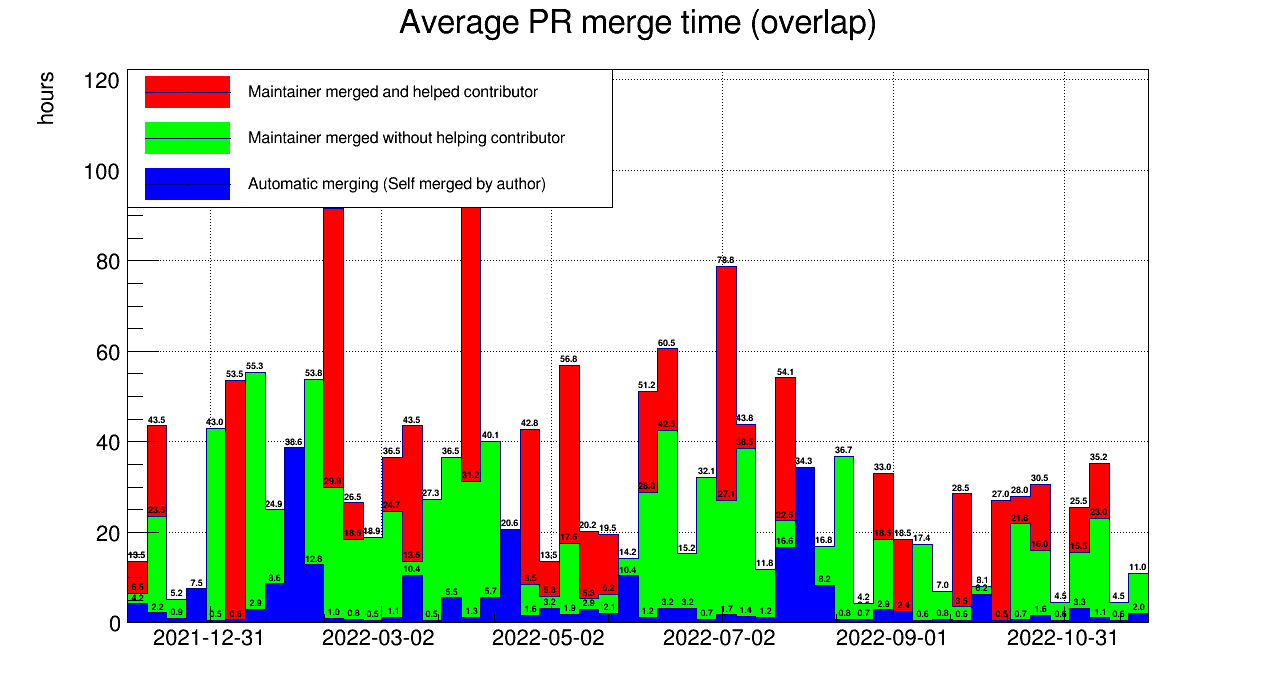 Average PR merge time (overlap)
hours
120
100
80
60
40
20
0
Maintainer merged and helped contributor
Maintainer merged without helping contributor
Automatic merging (Self merged by author)
78.8
60.5
56.8
55.3
53.5 53.8 54.1
51.2
43.5 43.0 43.5 42.8 42.5 43.8
38.6 40.1 38.5
36.5 36.5 36.7 35.2
34.3 33.0
32.1
29.9 31.2 30.5
28.8 28.5 28.0
26.5 27.3 27.1 27.0 25.5
23.5 24.9 24.7 22.5 21.8 23.0
20.6 20.2 19.5
18.5 18.9 17.5 18.5 18.5 17.4
16.6 16.8 16.0 15.5
13.5 12.8 13.5 13.5 14.2 15.2
10.4 10.4 11.8 11.0
6.5 7.5 8.6 8.5 8.2 7.0 8.1
4.2 5.2 5.5 5.7 5.8 5.3 6.2 4.2 6.2 4.5 4.5
2.2 0.9 0.5 0.6 2.9 1.0 0.8 0.5 1.1 0.5 1.3 1.6 3.2 1.9 2.9 2.1 1.2 3.2 3.2 0.7 1.7 1.4 1.2 0.8 0.7 2.9 2.4 0.6 0.8 0.6 3.5 0.5 0.7 1.6 0.6 3.3 1.1 0.6 2.0
2021-12-31 2022-03-02 2022-05-02 2022-07-02 2022-09-01 2022-10-31